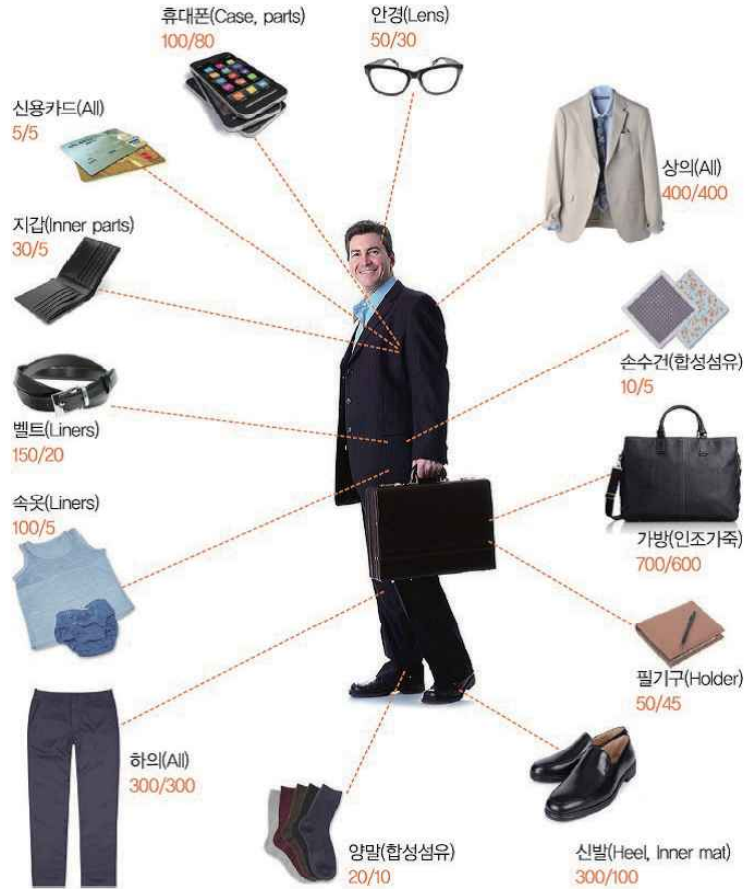 휴대폰(Case, parts)
100/80
안경(Lens)
50/30
신용카드(All)
5/5
상의(All)
400/400
지갑(Inner parts)
30/5
손수건(합성섬유)
10/5
벨트(Liners)
150/20
속옷(Liners)
100/5
가방(인조가죽)
700/600
필기구(Holder)
50/45
하의(All)
300/300
양말(합성섬유)
20/10
신발(Heel, Inner mat)
300/100